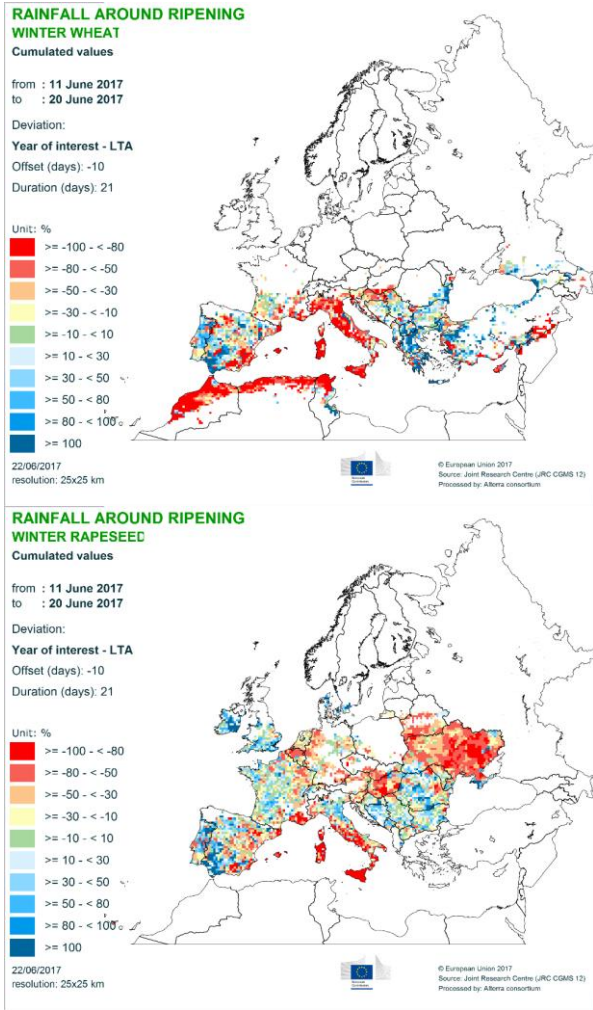 RAINFALL AROUND RIPENING
WINTER WHEAT
Cumulated values
from : 11 June 2017
to : 20 June 2017
Deviation:
Year of interest - LTA
Offset (days): -10
Duration (days): 21
Unit: %
>= -100 - < -80
>= -80 - < -50
>= -50 - < -30
>= -30 - < -10
>= -10 - < 10
>= 10 - < 30
>= 30 - < 50
>= 50 - < 80
>= 80 - < 100
>= 100
22/06/2017
resolution: 25x25 km
© European Union 2017
Source: Joint Research Centre (JRC CGMS 12)
Processed by: Alterra consortium
RAINFALL AROUND RIPENING
WINTER RAPESEED
Cumulated values
from : 11 June 2017
to : 20 June 2017
Deviation:
Year of interest - LTA
Offset (days): -10
Duration (days): 21
Unit: %
>= -100 - < -80
>= -80 - < -50
>= -50 - < -30
>= -30 - < -10
>= -10 - < 10
>= 10 - < 30
>= 30 - < 50
>= 50 - < 80
>= 80 - < 100
>= 100
22/06/2017
resolution: 25x25 km
© European Union 2017
Source: Joint Research Centre (JRC CGMS 12)
Processed by: Alterra consortium